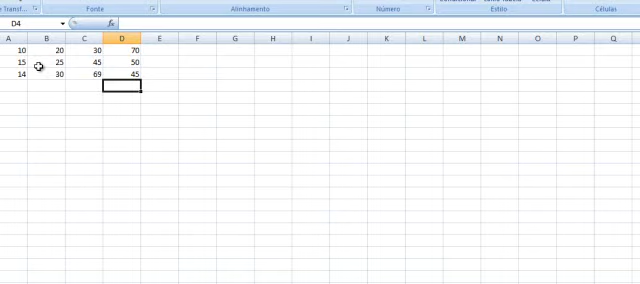 Fonte Alinhamento Número Estilo Células
D4 fx
A B C D E F G H I J K L M N O P Q
10 20 30 70
15 25 45 50
14 30 69 45